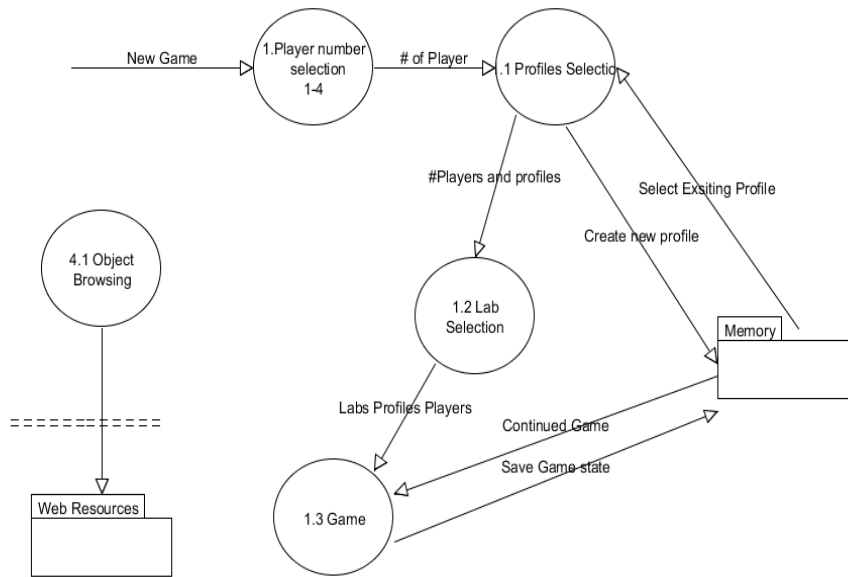 New Game
1.Player number
selection
1-4
# of Player
.1 Profiles Selectio
#Players and profiles
Select Exsiting Profile
Create new profile
4.1 Object
Browsing
1.2 Lab
Selection
Memory
Labs Profiles Players
Continued Game
Save Game state
Web Resources
1.3 Game